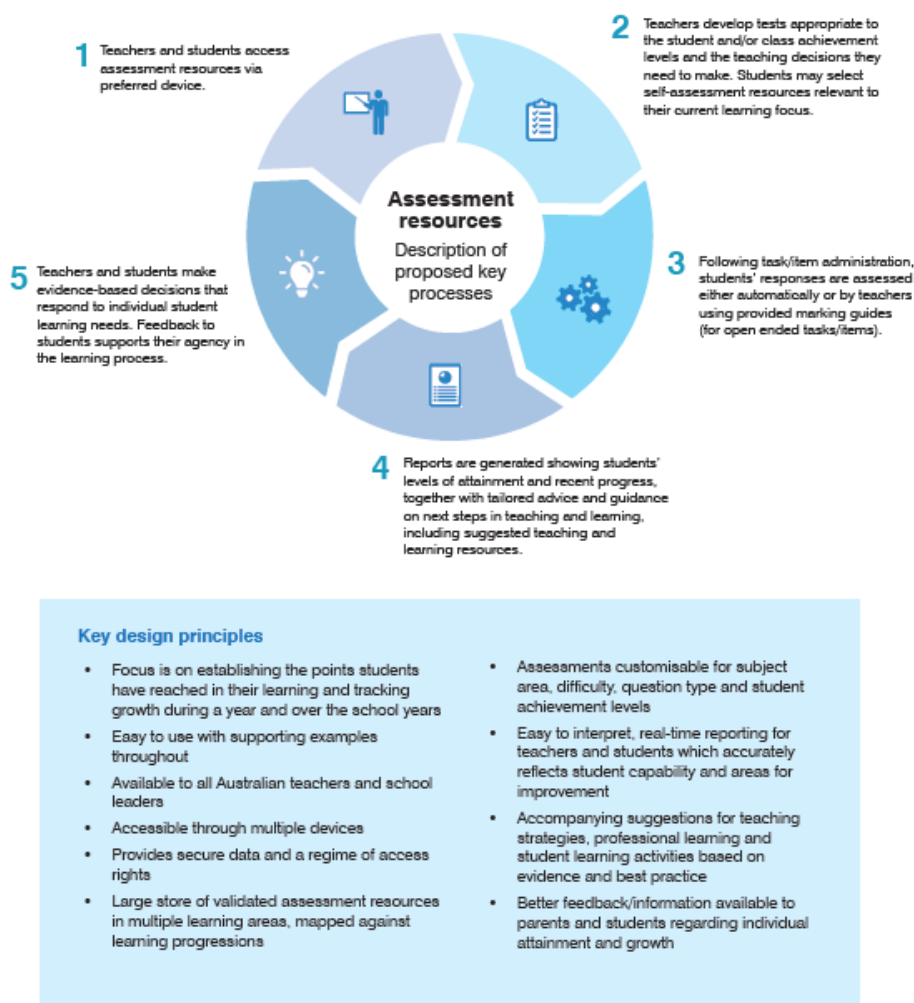 1 Teachers and students access
assessment resources via
preferred device.
2 Teachers develop tests appropriate to
the student and/or class achievement
levels and the teaching decisions they
need to make. Students may select
self-assessment resources relevant to
their current learning focus.
Assessment
resources
Description of
proposed key
processes
3 Following task/item administration,
students' responses are assessed
either automatically or by teachers
using provided marking guides
(for open ended tasks/items).
5 Teachers and students make
evidence-based decisions that
respond to individual student
learning needs. Feedback to
students supports their agency in
the learning process.
4 Reports are generated showing students'
levels of attainment and recent progress,
together with tailored advice and guidance
on next steps in teaching and learning,
including suggested teaching and
learning resources.
Key design principles
• Focus is on establishing the points students
have reached in their learning and tracking
growth during a year and over the school years
• Easy to use with supporting examples
throughout
• Available to all Australian teachers and school
leaders
• Accessible through multiple devices
• Provides secure data and a regime of access
rights
• Large store of validated assessment resources
in multiple learning areas, mapped against
learning progressions
• Assessments customisable for subject
area, difficulty, question type and student
achievement levels
• Easy to interpret, real-time reporting for
teachers and students which accurately
reflects student capability and areas for
improvement
• Accompanying suggestions for teaching
strategies, professional learning and
student learning activities based on
evidence and best practice
• Better feedback/information available to
parents and students regarding individual
attainment and growth